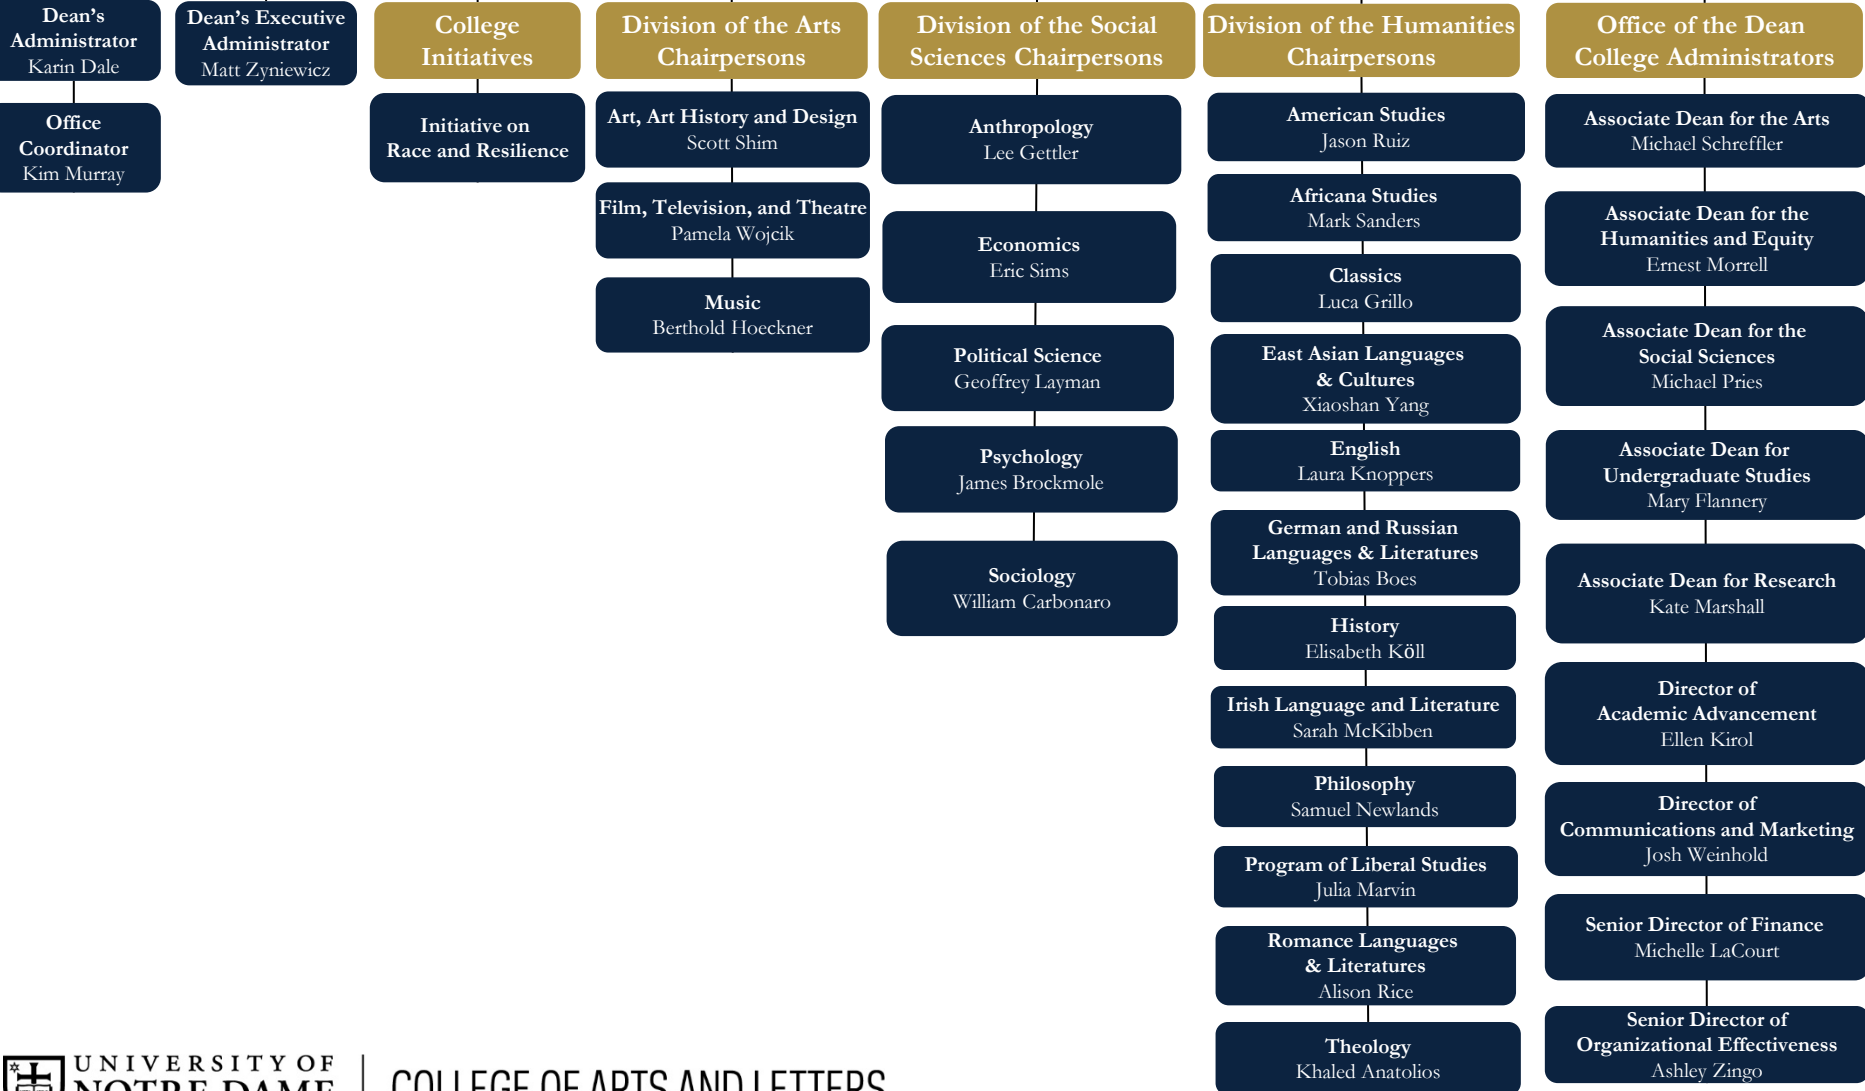 Dean's
Administrator
Karin Dale
Office
Coordinator
Kim Murray
Dean's Executive
Administrator
Matt Zyniewicz
College
Initiatives
Initiative on
Race and Resilience
Division of the Arts
Chairpersons
Art, Art History and Design
Scott Shim
Film, Television, and Theatre
Pamela Wojcik
Music
Berthold Hoeckner
Division of the Social
Sciences Chairpersons
Anthropology
Lee Gettler
Economics
Eric Sims
Political Science
Geoffrey Layman
Psychology
James Brockmole
Sociology
William Carbonaro
Division of the Humanities
Chairpersons
American Studies
Jason Ruiz
Africana Studies
Mark Sanders
Classics
Luca Grillo
East Asian Languages
& Cultures
Xiaoshan Yang
English
Laura Knoppers
German and Russian
Languages & Literatures
Tobias Boes
History
Elisabeth Köll
Irish Language and Literature
Sarah McKibben
Philosophy
Samuel Newlands
Program of Liberal Studies
Julia Marvin
Romance Languages
& Literatures
Alison Rice
Theology
Khaled Anatolios
Office of the Dean
College Administrators
Associate Dean for the Arts
Michael Schreffler
Associate Dean for the
Humanities and Equity
Ernest Morrell
Associate Dean for the
Social Sciences
Michael Pries
Associate Dean for
Undergraduate Studies
Mary Flannery
Associate Dean for Research
Kate Marshall
Director of
Academic Advancement
Ellen Kirol
Director of
Communications and Marketing
Josh Weinhold
Senior Director of Finance
Michelle LaCourt
Senior Director of
Organizational Effectiveness
Ashley Zingo
UNIVERSITY OF
NOTRE DAME
COLLEGE OF ARTS AND LETTERS